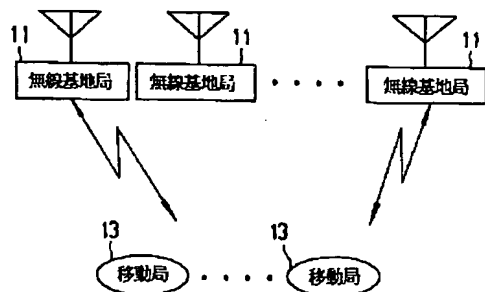 11 11 11
無線基地局 無線基地局 ・・・・ 無線基地局
13 13
移動局 ・・・・ 移動局